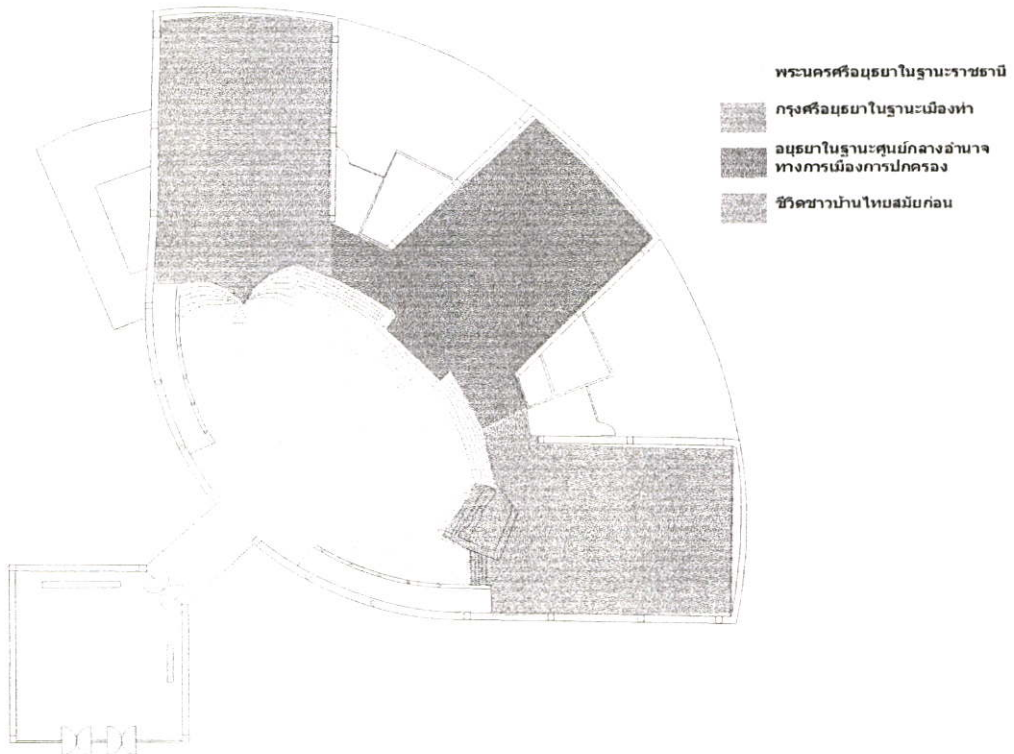 พระนครศรีอยุธยาในฐานะราชธานี
กรุงศรีอยุธยาในฐานะเมืองท่า
อยุธยาในฐานะศูนย์กลางอำนาจ
ทางการเมืองการปกครอง
ชีวิตชาวบ้านไทยสมัยก่อน